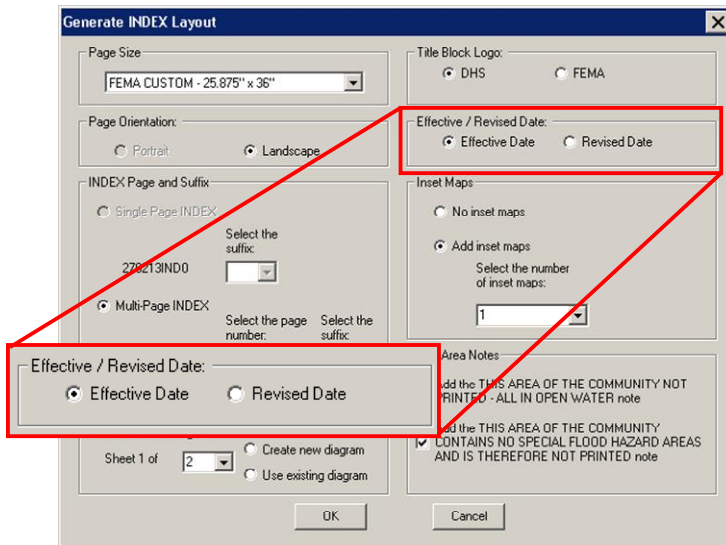 Generate INDEX Layout
Page Size
FEMA CUSTOM - 25.875" x 36"
Title Block Logo:
DHS
FEMA
Page Orientation:
Portrait
Landscape
Effective / Revised Date:
Effective Date
Revised Date
INDEX Page and Suffix
Single Page INDEX
Select the
suffix:
270213IND0
Multi-Page INDEX
Select the page
number:
Select the
suffix:
Inset Maps
No inset maps
Add inset maps
Select the number
of inset maps:
1
Effective / Revised Date:
Effective Date
Revised Date
Area Notes
Add the THIS AREA OF THE COMMUNITY NOT
PRINTED - ALL IN OPEN WATER note
Add the THIS AREA OF THE COMMUNITY
CONTAINS NO SPECIAL FLOOD HAZARD AREAS
AND IS THEREFORE NOT PRINTED note
Sheet 1 of
2
Create new diagram
Use existing diagram
OK
Cancel